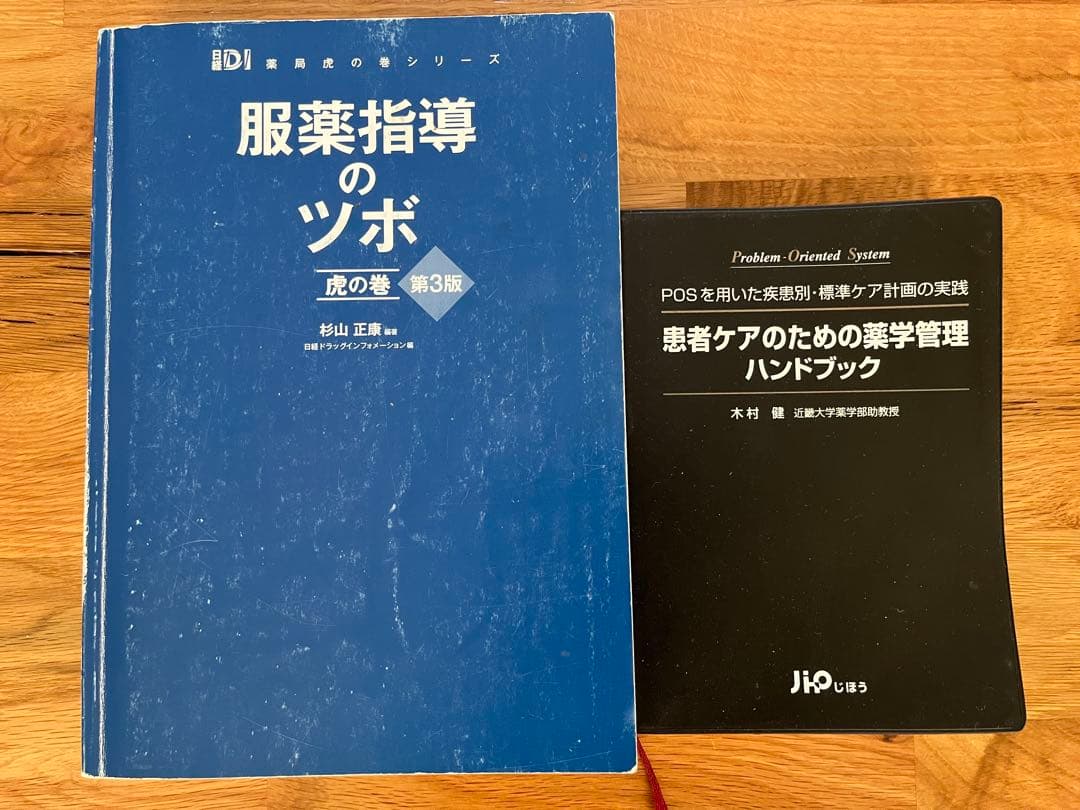 日経DI 薬局虎の巻シリーズ
服薬指導
の
ツボ
虎の巻 第3版
杉山 正康 編著
日経ドラッグインフォメーション編
Problem-Oriented System
POSを用いた疾患別・標準ケア計画の実践
患者ケアのための薬学管理
ハンドブック
木村 健 近畿大学薬学部助教授
Jiho じほう